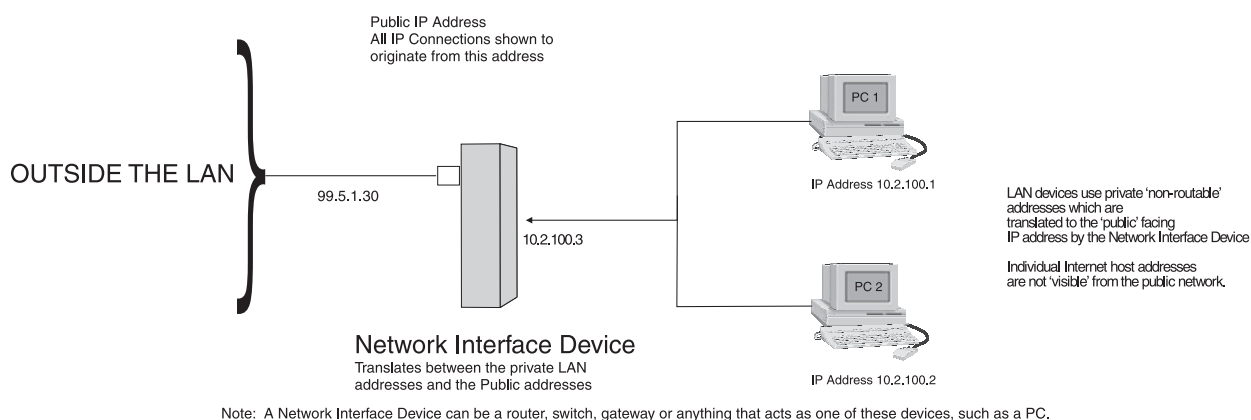 Public IP Address
All IP Connections shown to
originate from this address
OUTSIDE THE LAN
99.5.1.30
10.2.100.3
PC 1
IP Address 10.2.100.1
PC 2
IP Address 10.2.100.2
LAN devices use private 'non-routable'
addresses which are
translated to the 'public' facing
IP address by the Network Interface Device
Individual Internet host addresses
are not 'visible' from the public network.
Network Interface Device
Translates between the private LAN
addresses and the Public addresses
Note: A Network Interface Device can be a router, switch, gateway or anything that acts as one of these devices, such as a PC.